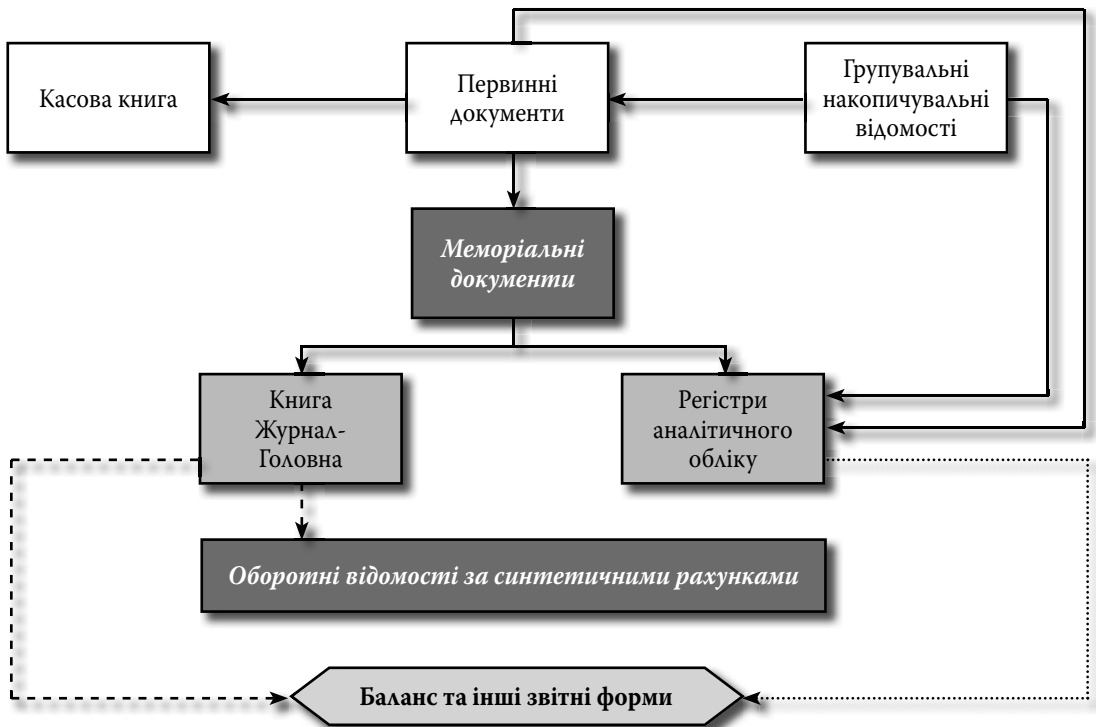 Касова книга
Первинні
документи
Групувальні
накопичувальні
відомості
Меморіальні
документи
Книга
Журнал-
Головна
Регістри
аналітичного
обліку
Оборотні відомості за синтетичними рахунками
Баланс та інші звітні форми